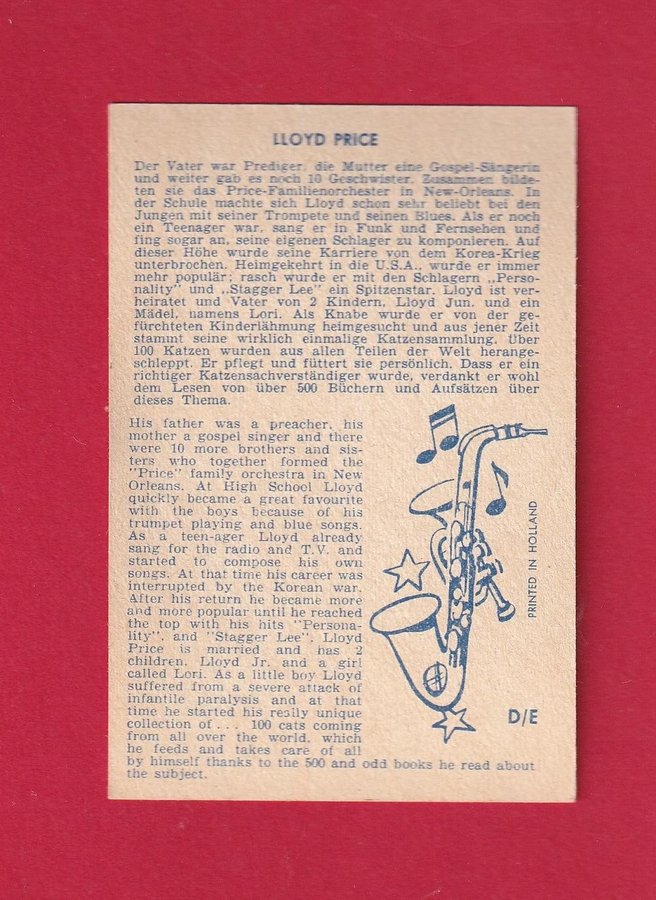 LLOYD PRICE
Der Vater war Prediger, die Mutter eine Gospel-Sängerin
und weiter gab es noch 10 Geschwister. Zusammen bilde-
ten sie das Price-Familienorchester in New-Orleans. In
der Schule machte sich Lloyd schon sehr beliebt bei den
Jungen mit seiner Trompete und seinen Blues. Als er noch
ein Teenager war, sang er in Funk und Fernsehen und
fing sogar an, seine eigenen Schlager zu komponieren. Auf
dieser Höhe wurde seine Karriere von dem Korea-Krieg
unterbrochen. Heimgekehrt in die U.S.A., wurde er immer
mehr populär; rasch wurde er mit den Schlagern „Perso-
nality" und „Stagger Lee" ein Spitzenstar. Lloyd ist ver-
heiratet und Vater von 2 Kindern, Lloyd Jun. und ein
Mädel, namens Lori. Als Knabe wurde er von der ge-
fürchteten Kinderlähmung heimgesucht und aus jener Zeit
stammt seine wirklich einmalige Katzensammlung. Über
100 Katzen wurden aus allen Teilen der Welt herange-
schleppt. Er pflegt und füttert sie persönlich. Dass er ein
richtiger Katzensachverständiger wurde, verdankt er wohl
dem Lesen von über 500 Büchern und Aufsätzen über
dieses Thema.
His father was a preacher, his
mother a gospel singer and there
were 10 more brothers and sis-
ters who together formed the
"Price" family orchestra in New
Orleans. At High School Lloyd
quickly became a great favourite
with the boys because of his
trumpet playing and blue songs.
As a teen-ager Lloyd already
sang for the radio and T.V. and
started to compose his own
songs. At that time his career was
interrupted by the Korean war.
After his return he became more
and more popular until he reached
the top with his hits "Persona-
lity", and "Stagger Lee". Lloyd
Price is married and has 2
children, Lloyd Jr. and a girl
called Lori. As a little boy Lloyd
suffered from a severe attack of
infantile paralysis and at that
time he started his really unique
collection of . . . 100 cats coming
from all over the world, which
he feeds and takes care of all
by himself thanks to the 500 and odd books he read about
the subject.
PRINTED IN HOLLAND
D/E